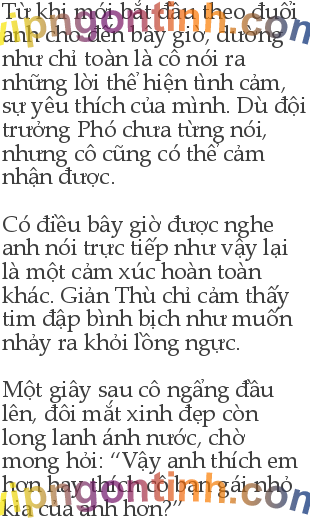 Từ khi mới bắt đầu theo đuổi
anh cho đến bây giờ, dường
như chỉ toàn là cô nói ra
những lời thể hiện tình cảm,
sự yêu thích của mình. Dù đội
trưởng Phó chưa từng nói,
nhưng cô cũng có thể cảm
nhận được.
Có điều bây giờ được nghe
anh nói trực tiếp như vậy lại
là một cảm xúc hoàn toàn
khác. Giản Thù chỉ cảm thấy
tim đập bình bịch như muốn
nhảy ra khỏi lồng ngực.
Một giây sau cô ngẩng đầu
lên, đôi mắt xinh đẹp còn
long lanh ánh nước, chờ
mong hỏi: “Vậy anh thích em
hơn hay thích cô bạn gái nhỏ
kia của anh hơn?”